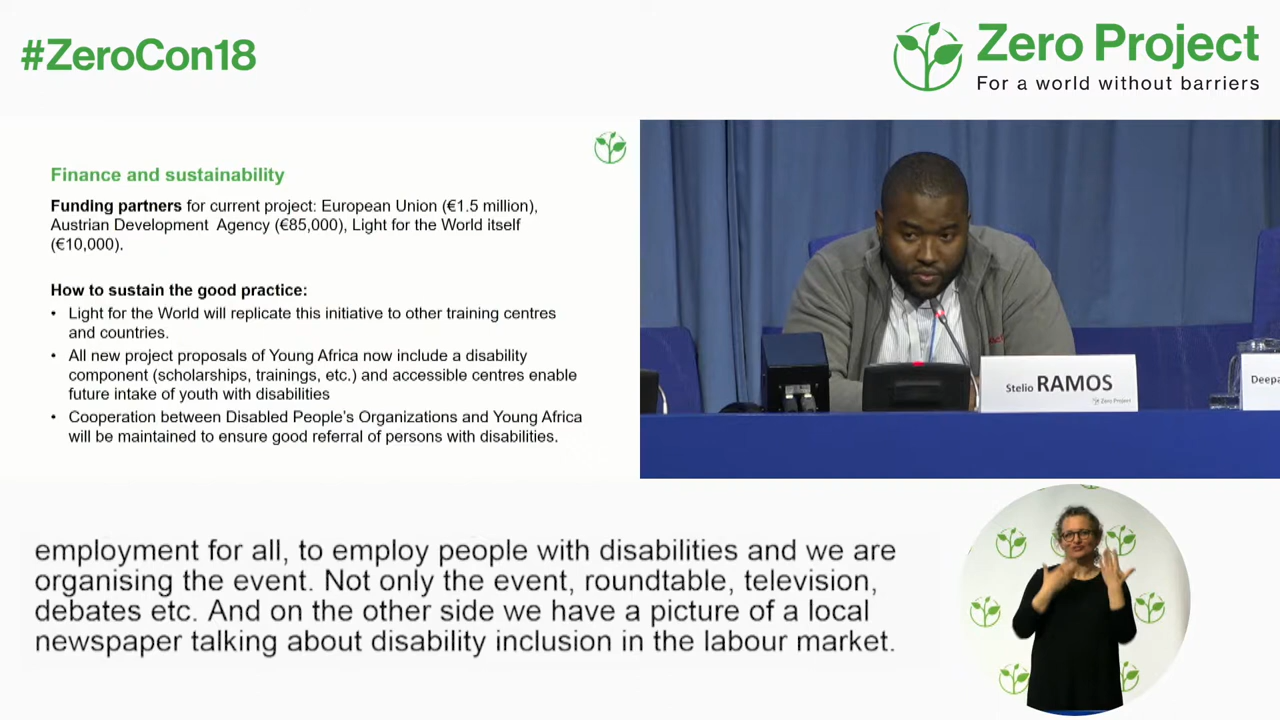 #ZeroCon18
Zero Project
For a world without barriers
Finance and sustainability
Funding partners for current project: European Union (€1.5 million),
Austrian Development Agency (€85,000), Light for the World itself
(€10,000).
How to sustain the good practice:
• Light for the World will replicate this initiative to other training centres
and countries.
• All new project proposals of Young Africa now include a disability
component (scholarships, trainings, etc.) and accessible centres enable
future intake of youth with disabilities
• Cooperation between Disabled People's Organizations and Young Africa
will be maintained to ensure good referral of persons with disabilities.
Stelio RAMOS
Zero Project
Deepa
employment for all, to employ people with disabilities and we are
organising the event. Not only the event, roundtable, television,
debates etc. And on the other side we have a picture of a local
newspaper talking about disability inclusion in the labour market.